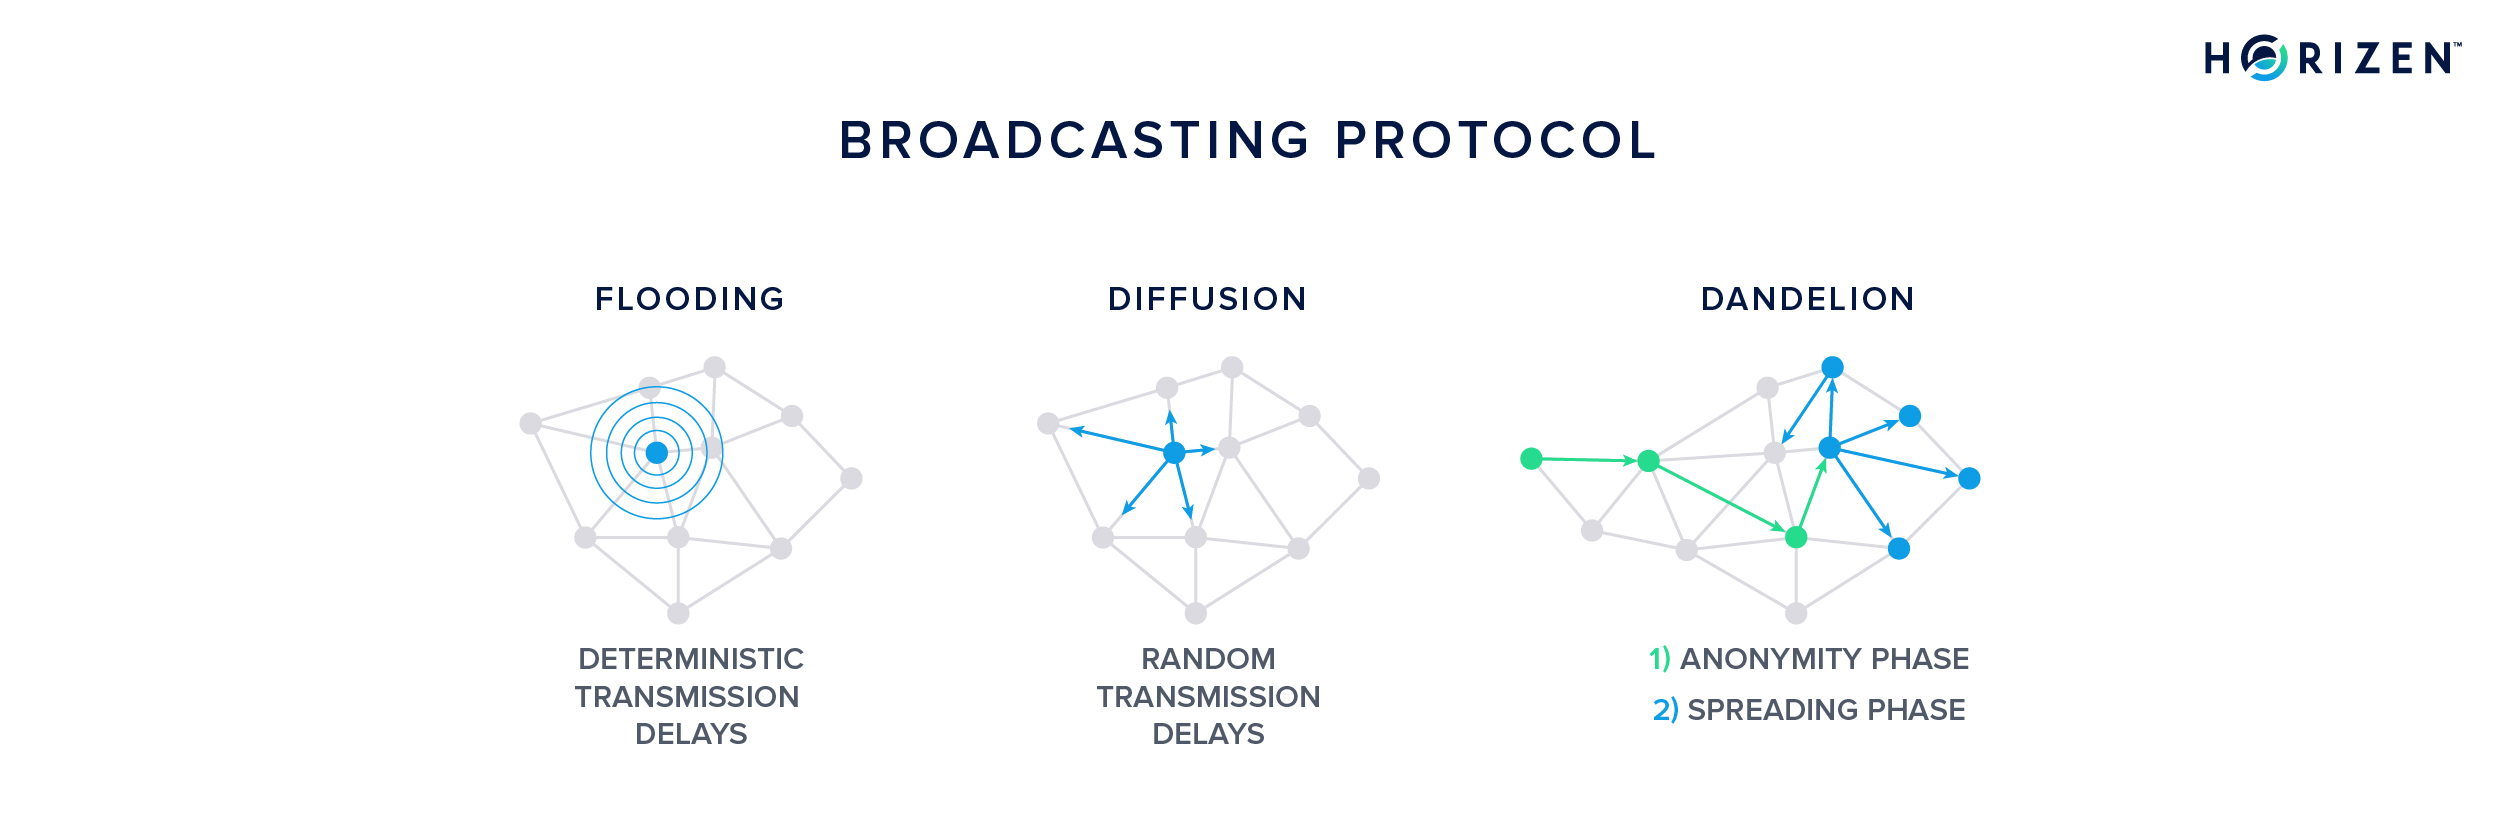 HORIZEN™
BROADCASTING PROTOCOL
FLOODING
DIFFUSION
DANDELION
DETERMINISTIC
TRANSMISSION
DELAYS
RANDOM
TRANSMISSION
DELAYS
1) ANONYMITY PHASE
2) SPREADING PHASE